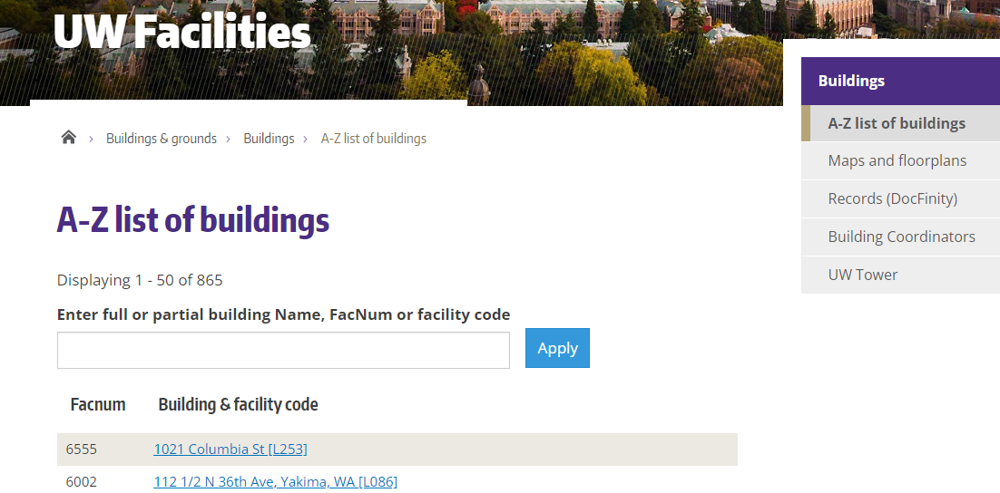 UW Facilities
Buildings & grounds > Buildings > A-Z list of buildings
A-Z list of buildings
Displaying 1 - 50 of 865
Enter full or partial building Name, FacNum or facility code
Apply
Facnum Building & facility code
6555 1021 Columbia St [L253]
6002 112 1/2 N 36th Ave, Yakima, WA [L086]
Buildings
A-Z list of buildings
Maps and floorplans
Records (DocFinity)
Building Coordinators
UW Tower